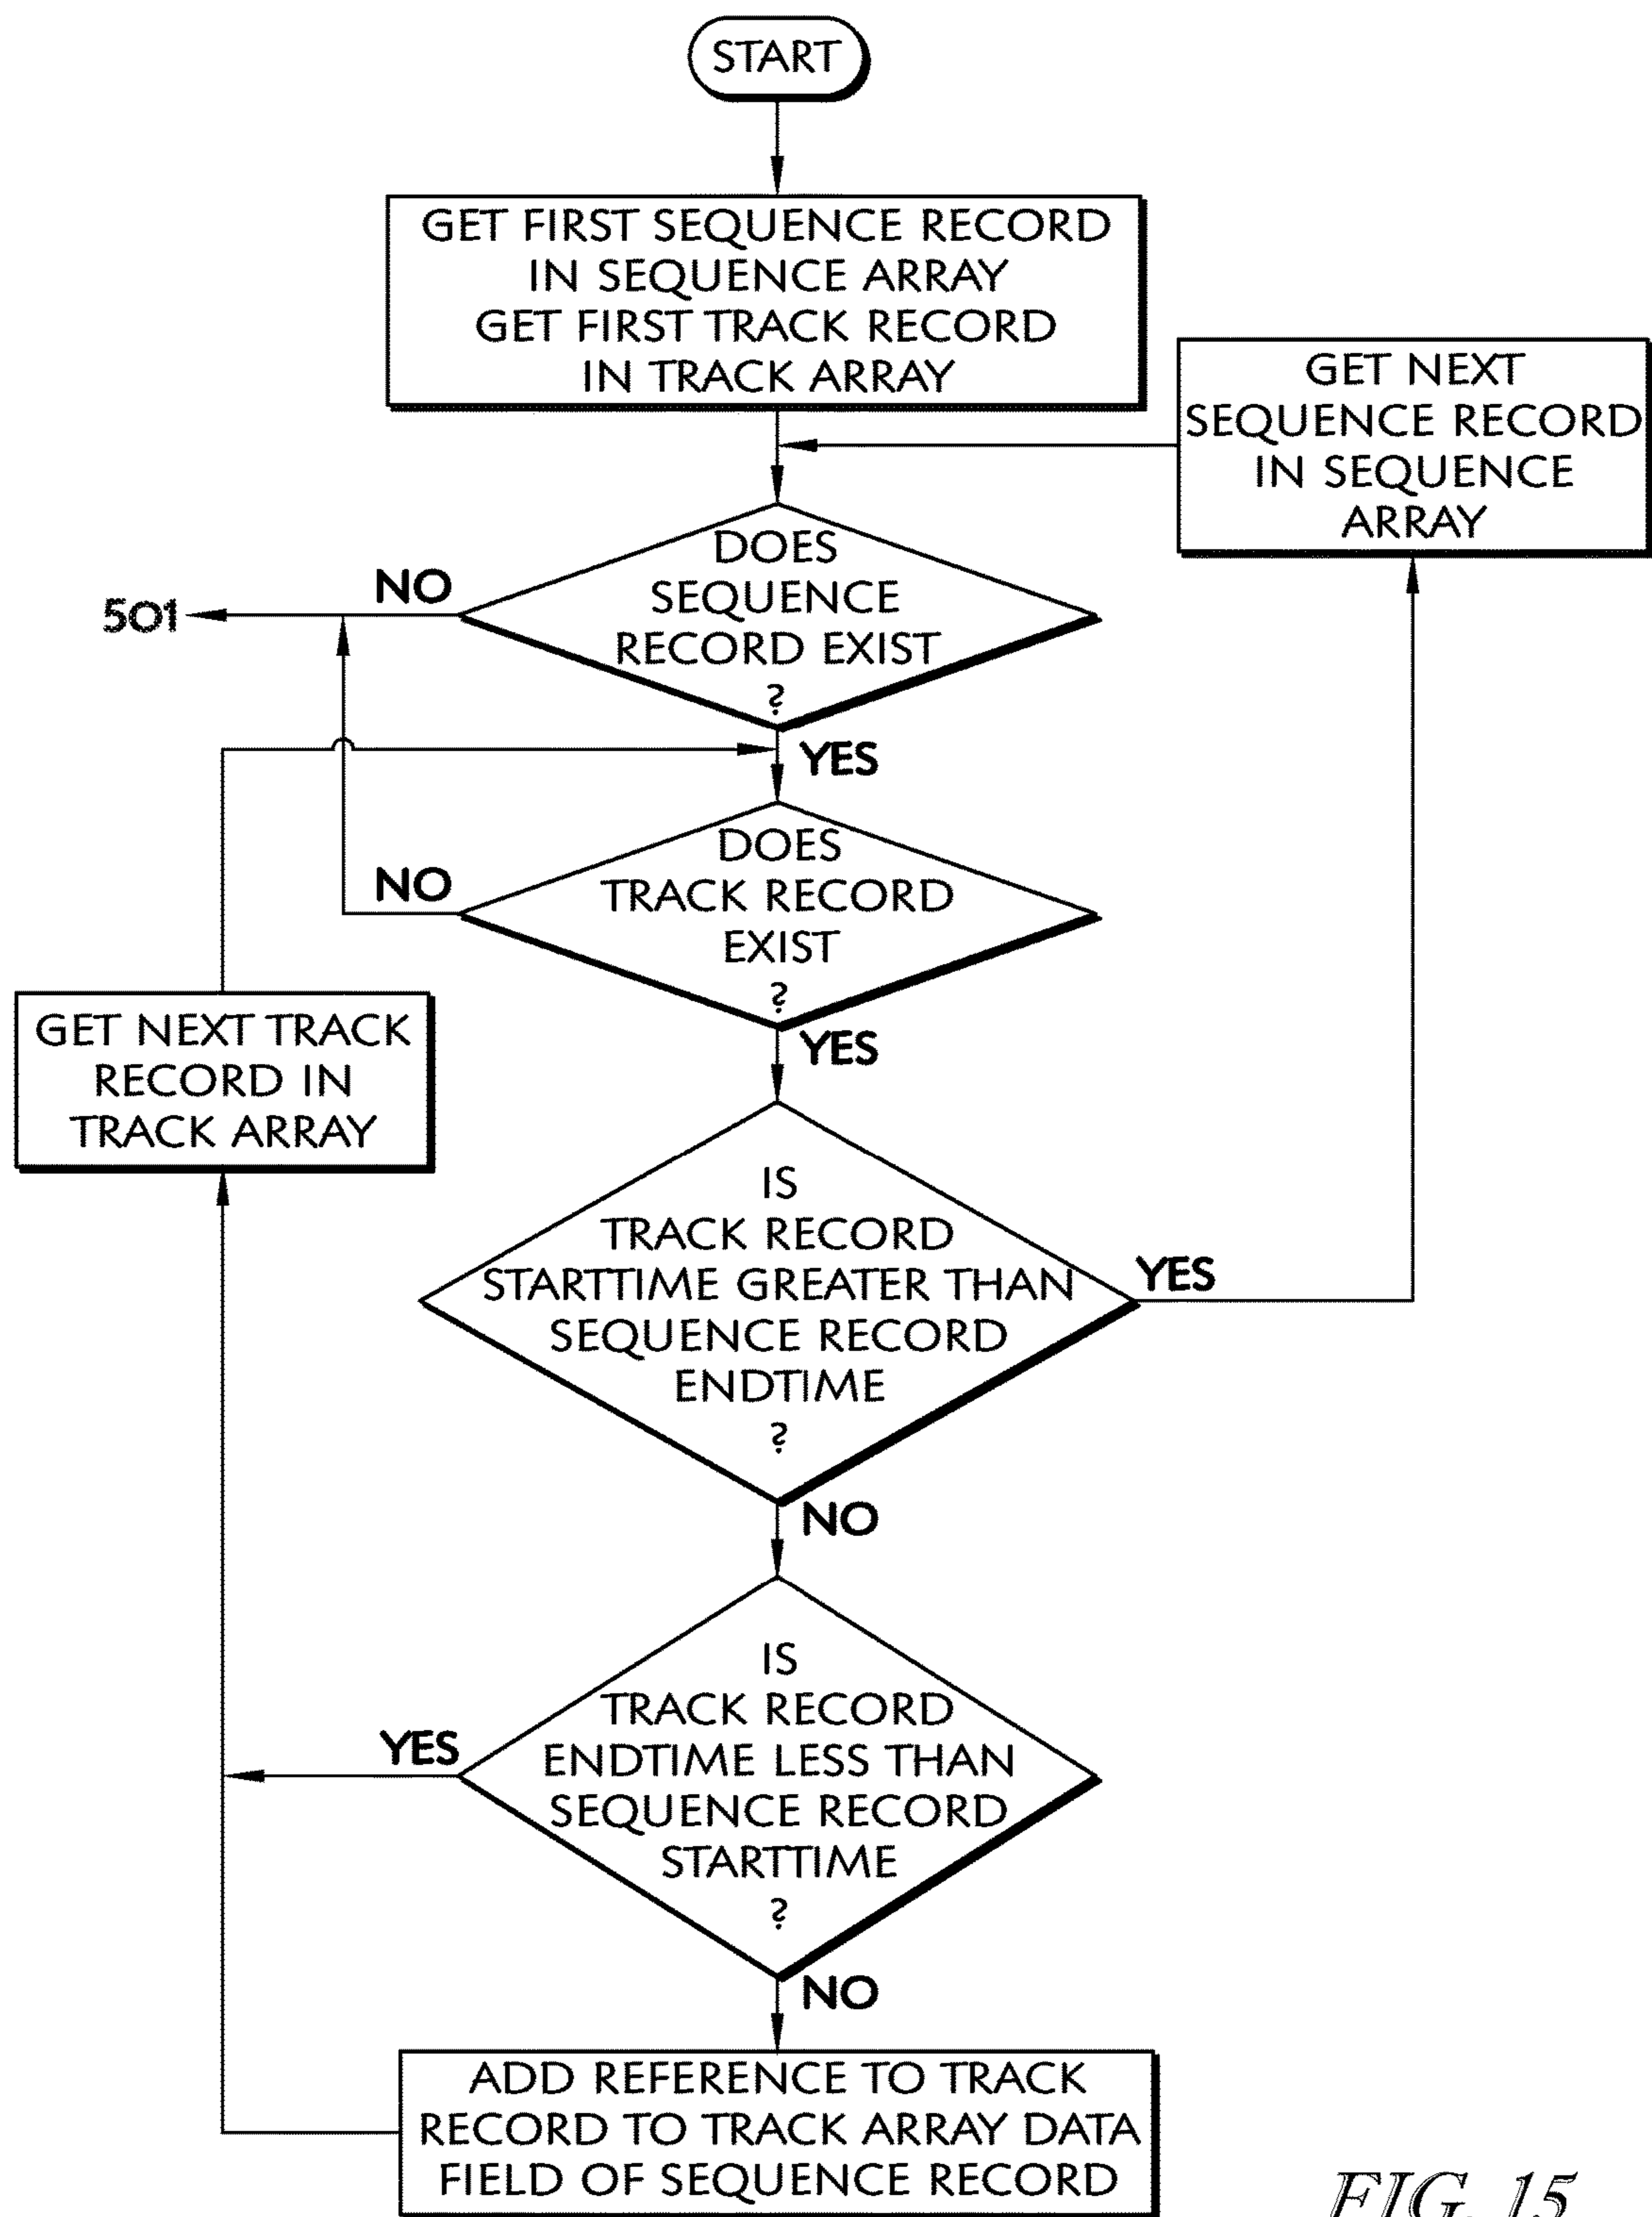 START
GET FIRST SEQUENCE RECORD
IN SEQUENCE ARRAY
GET FIRST TRACK RECORD
IN TRACK ARRAY
GET NEXT
SEQUENCE RECORD
IN SEQUENCE
ARRAY
DOES
SEQUENCE
RECORD EXIST
?
NO
501
YES
DOES
TRACK RECORD
EXIST
?
NO
YES
GET NEXT TRACK
RECORD IN
TRACK ARRAY
IS
TRACK RECORD
STARTTIME GREATER THAN
SEQUENCE RECORD
ENDTIME
?
YES
NO
IS
TRACK RECORD
ENDTIME LESS THAN
SEQUENCE RECORD
STARTTIME
?
YES
NO
ADD REFERENCE TO TRACK
RECORD TO TRACK ARRAY DATA
FIELD OF SEQUENCE RECORD
FIG. 15